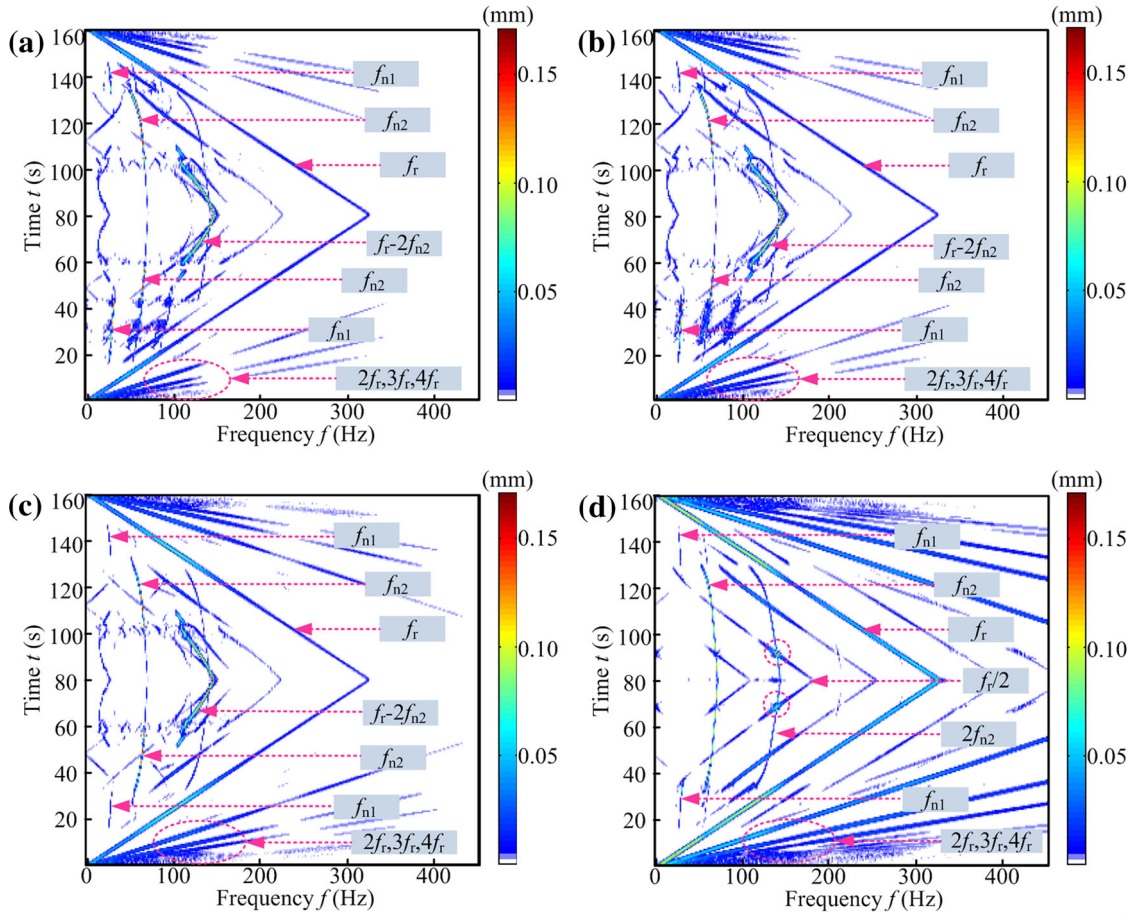 (a)
(mm)
160
140
120
100
80
60
40
20
Time t (s)
0
100
200
300
400
Frequency f (Hz)
fn1
fn2
fr
fr-2fn2
fn2
fn1
2fr,3fr,4fr
0.15
0.10
0.05
(b)
(mm)
160
140
120
100
80
60
40
20
Time t (s)
0
100
200
300
400
Frequency f (Hz)
fn1
fn2
fr
fr-2fn2
fn2
fn1
2fr,3fr,4fr
0.15
0.10
0.05
(c)
(mm)
160
140
120
100
80
60
40
20
Time t (s)
0
100
200
300
400
Frequency f (Hz)
fn1
fn2
fr
fr-2fn2
fn2
fn1
2fr,3fr,4fr
0.15
0.10
0.05
(d)
(mm)
160
140
120
100
80
60
40
20
Time t (s)
0
100
200
300
400
Frequency f (Hz)
fn1
fn2
fr
fr/2
2fn2
fn1
2fr,3fr,4fr
0.15
0.10
0.05